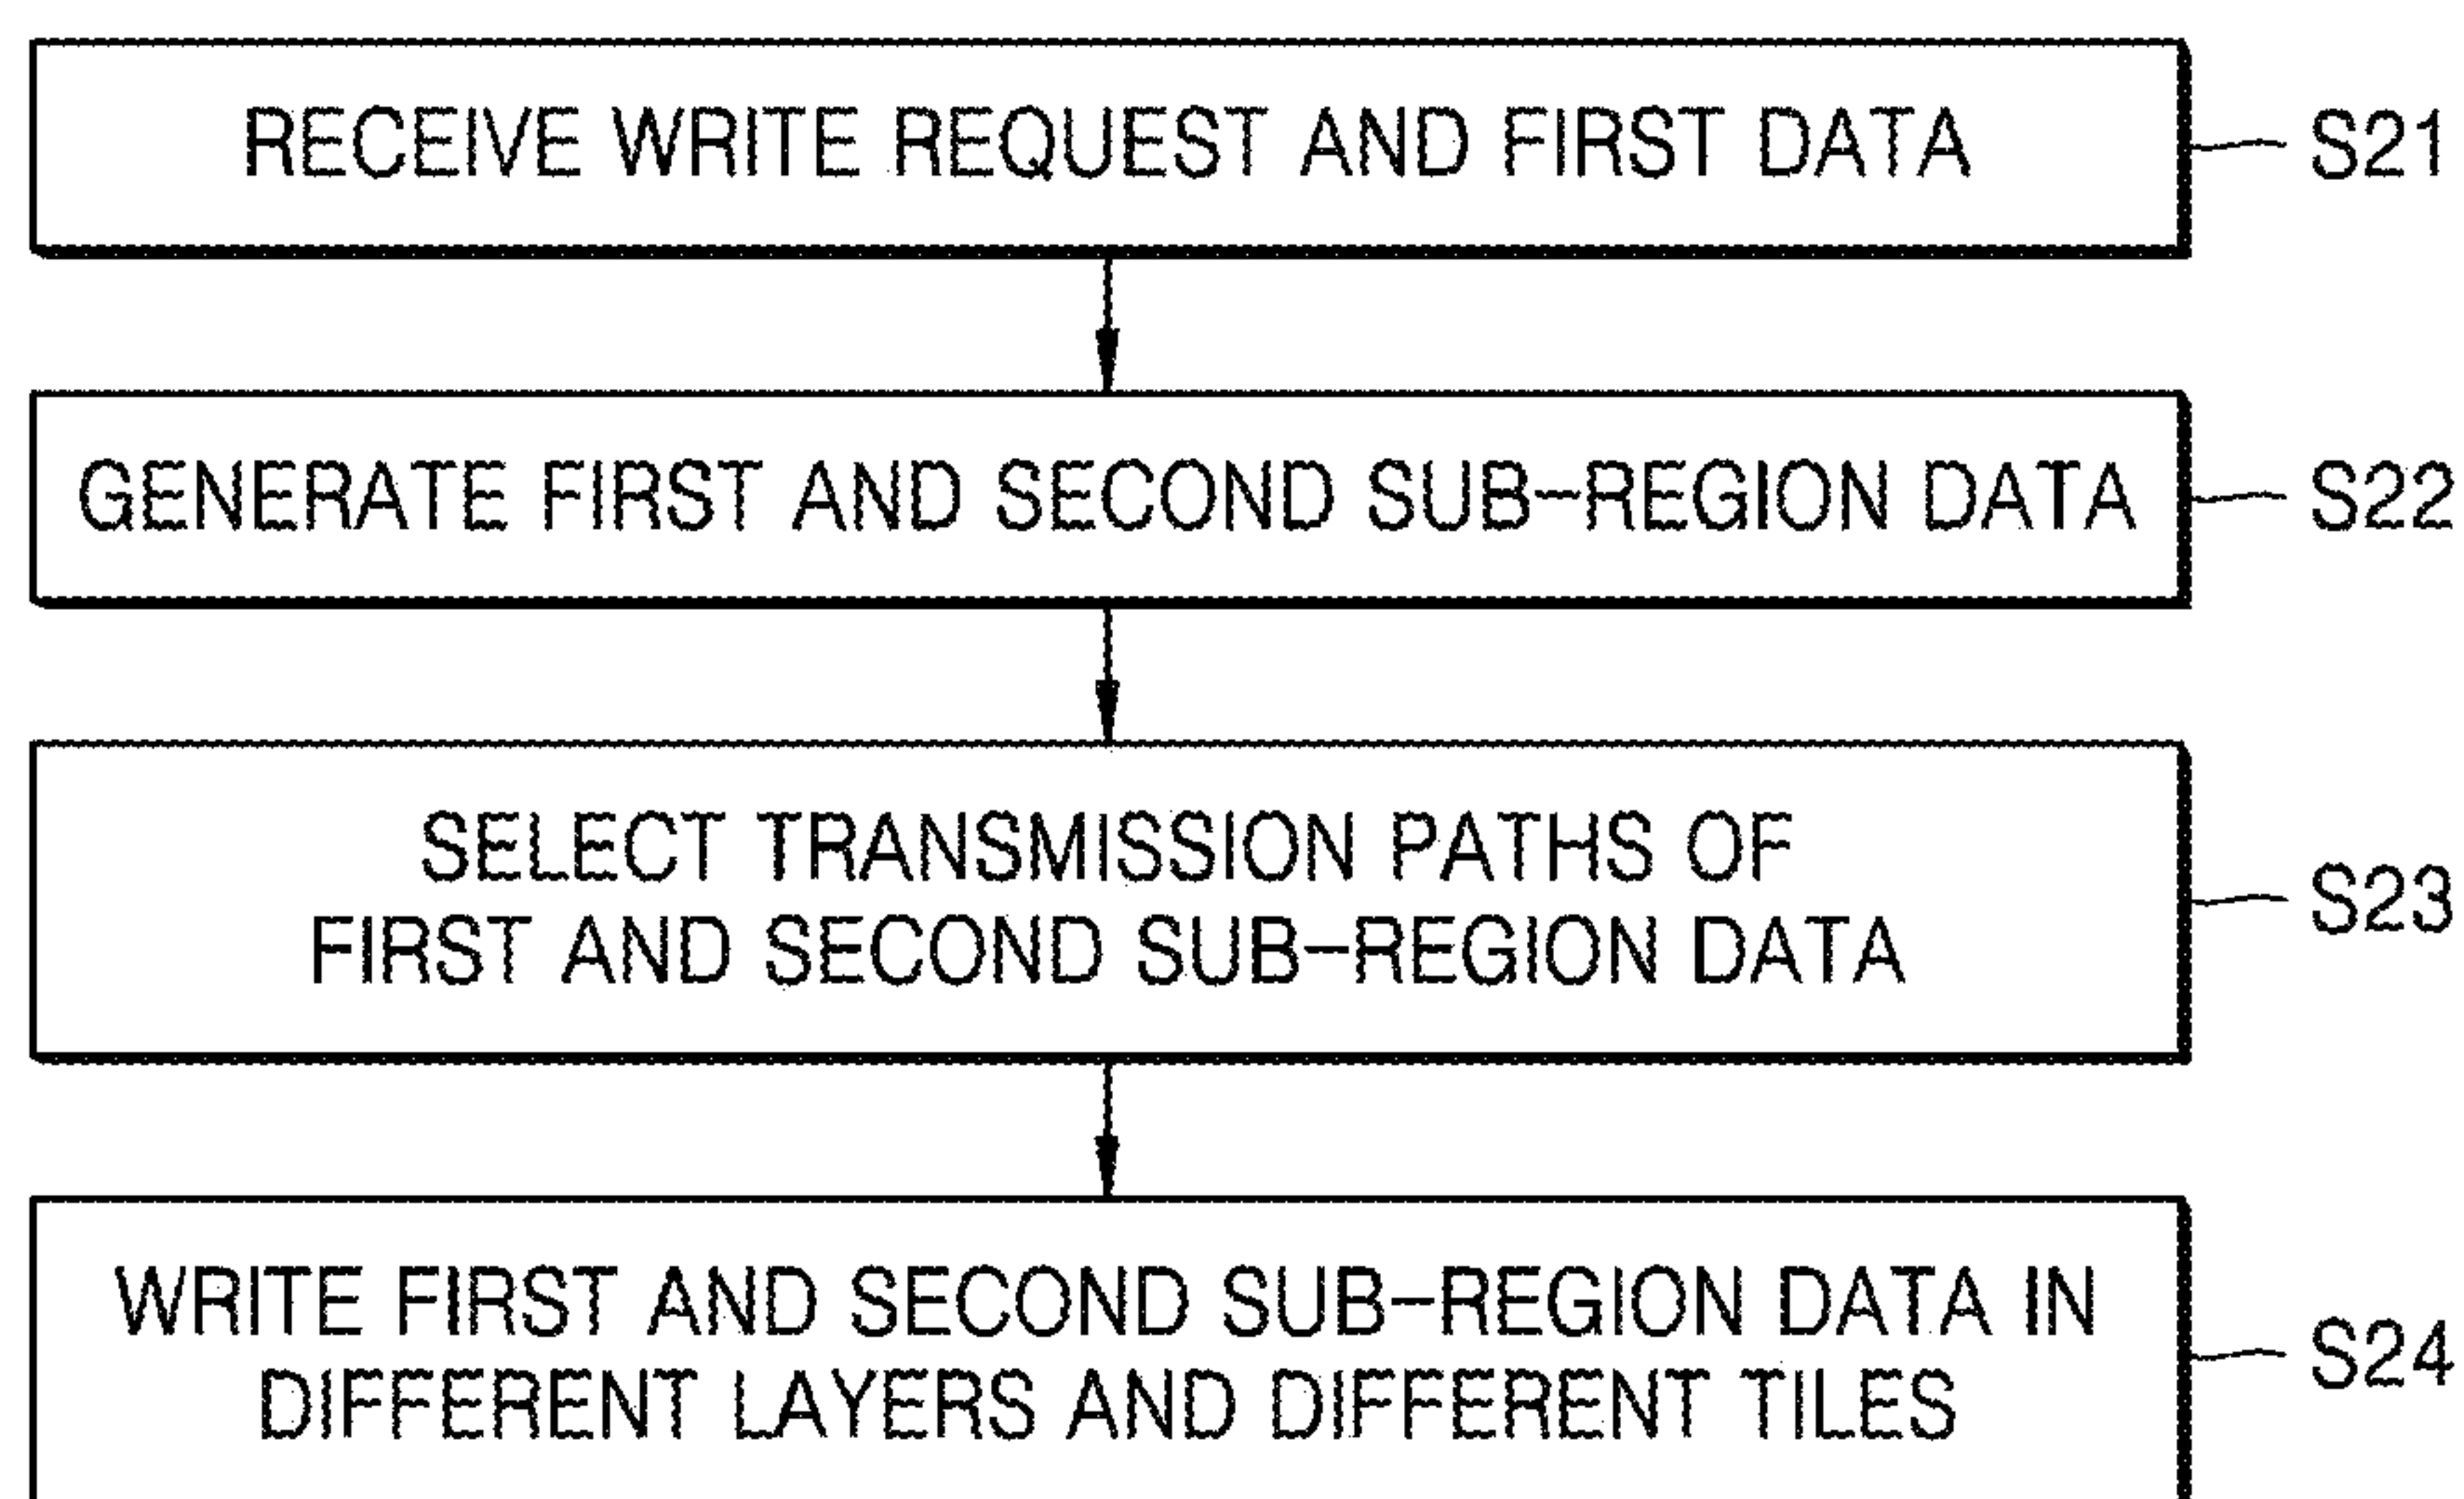 RECEIVE WRITE REQUEST AND FIRST DATA
S21
GENERATE FIRST AND SECOND SUB-REGION DATA
S22
SELECT TRANSMISSION PATHS OF
FIRST AND SECOND SUB-REGION DATA
S23
WRITE FIRST AND SECOND SUB-REGION DATA IN
DIFFERENT LAYERS AND DIFFERENT TILES
S24